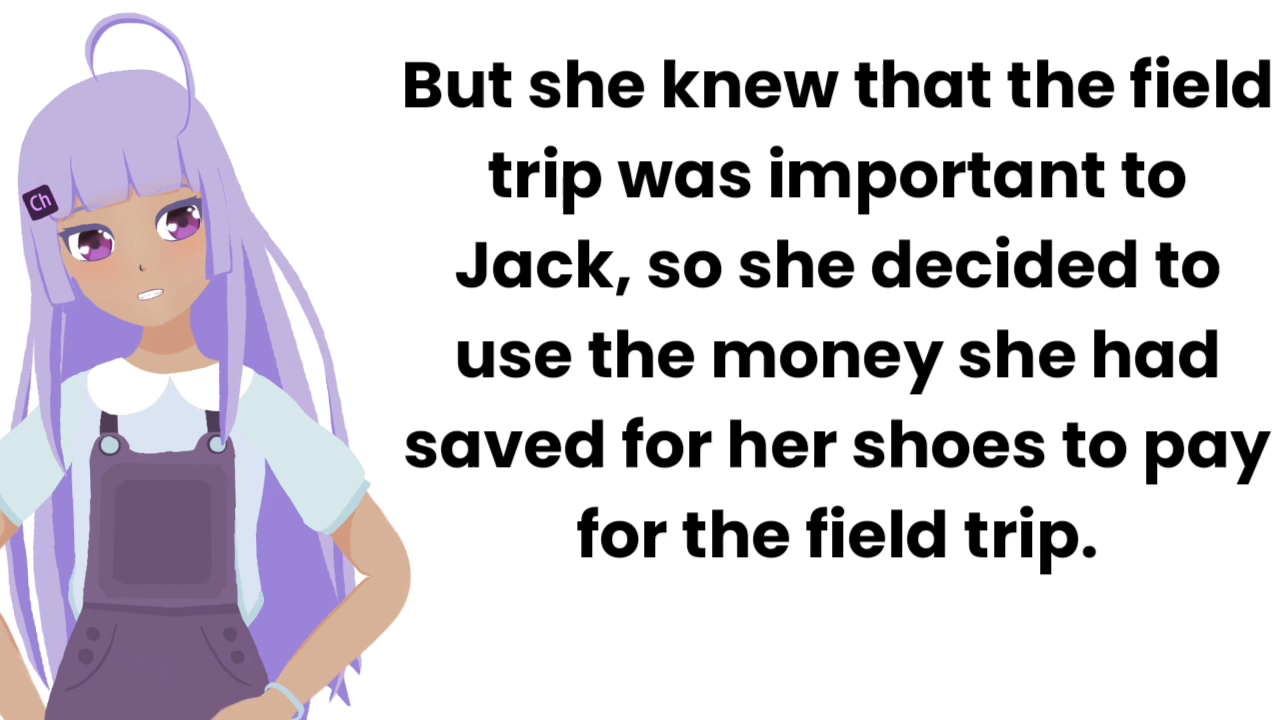 But she knew that the field
trip was important to
Jack, so she decided to
use the money she had
saved for her shoes to pay
for the field trip.
Ch